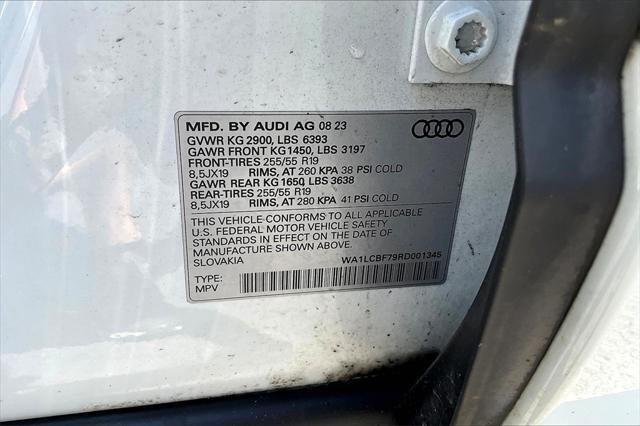 MFD. BY AUDI AG 08 23
GVWR KG 2900, LBS 6393
GAWR FRONT KG1450, LBS 3197
FRONT-TIRES 255/55 R19
8,5JX19 RIMS, AT 260 KPA 38 PSI COLD
GAWR REAR KG 1650, LBS 3638
REAR-TIRES 255/55 R19
8,5JX19 RIMS, AT 280 KPA 41 PSI COLD
THIS VEHICLE CONFORMS TO ALL APPLICABLE
U.S. FEDERAL MOTOR VEHICLE SAFETY
STANDARDS IN EFFECT ON THE DATE OF
MANUFACTURE SHOWN ABOVE.
SLOVAKIA WA1LCBF79RD001345
TYPE:
MPV